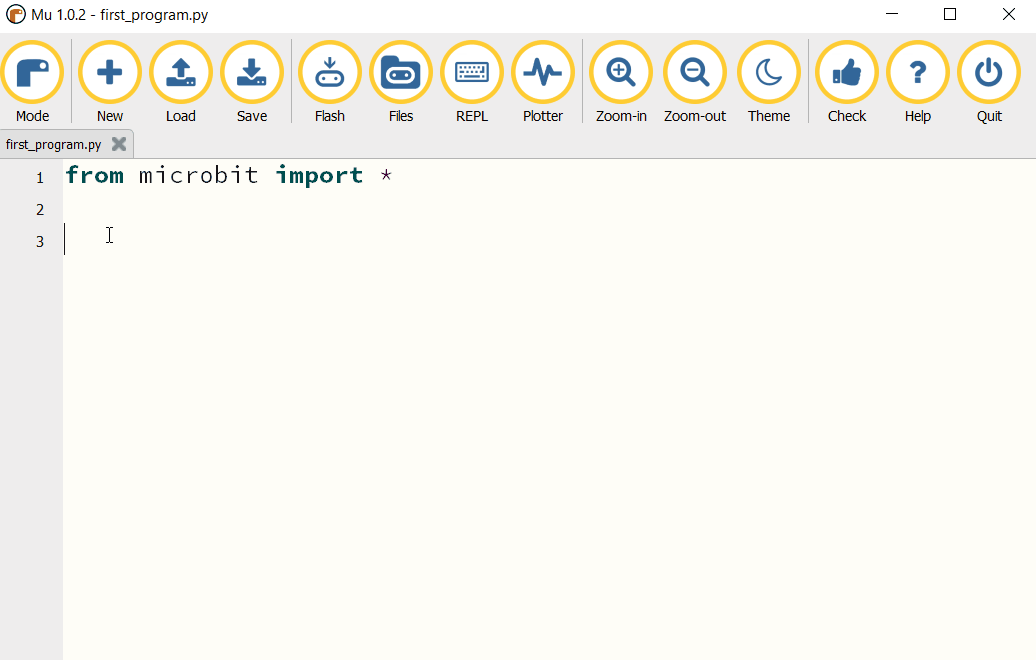 Mu 1.0.2 - first_program.py
Mode New Load Save Flash Files REPL Plotter Zoom-in Zoom-out Theme Check Help Quit
first_program.py
1 from microbit import *
2
3